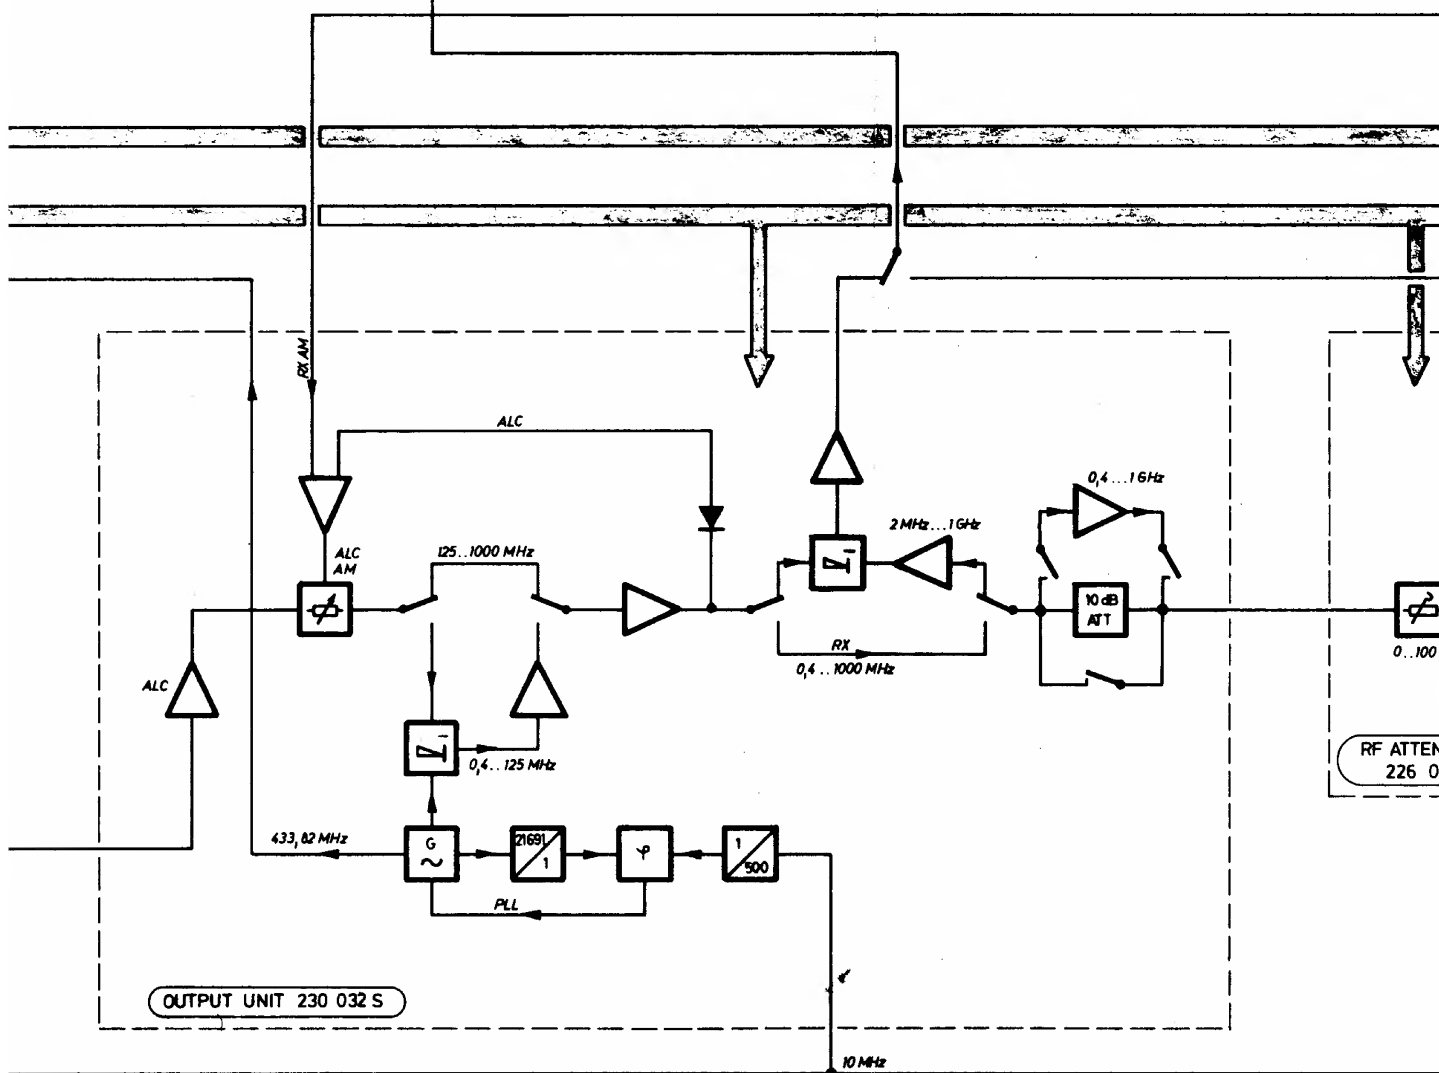 RX AM
ALC
0,4...1 GHz
2 MHz...1 GHz
125..1000 MHz
ALC
AM
10 dB
ATT
RX
0,4..1000 MHz
0..100
ALC
0,4..125 MHz
RF ATTEN
226 0
433,82 MHz
G
~
21691
1
φ
1
500
PLL
OUTPUT UNIT 230 032 S
10 MHz